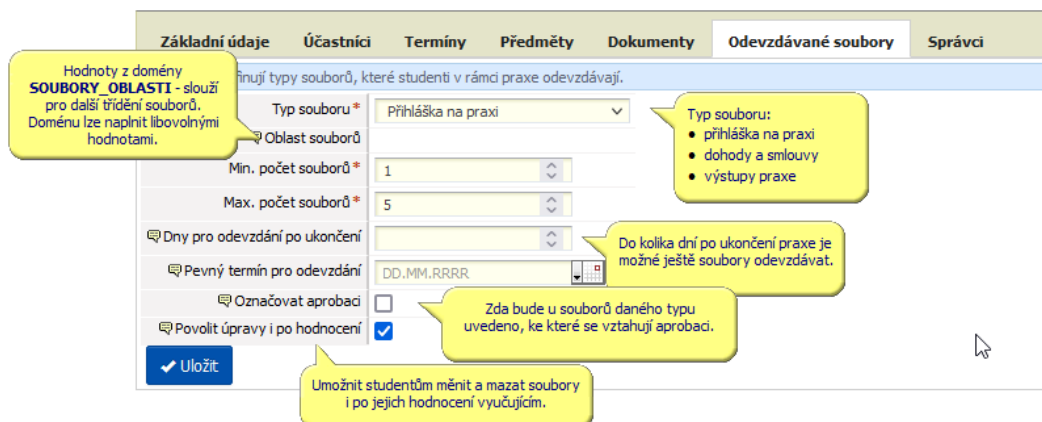 Základní údaje Účastníci Termíny Předměty Dokumenty Odevzdávané soubory Správci
Hodnoty z domény
SOUBORY_OBLASTI - slouží
pro další třídění souborů.
Doménu lze naplnit libovolnými
hodnotami.
typy souborů, které studenti v rámci praxe odevzdávají.
Typ souboru * Přihláška na praxi
Typ souboru:
• přihláška na praxi
• dohody a smlouvy
• výstupy praxe
Oblast souborů
Min. počet souborů * 1
Max. počet souborů * 5
Dny pro odevzdání po ukončení
Do kolika dní po ukončení praxe je
možné ještě soubory odevzdávat.
Pevný termín pro odevzdání DD.MM.RRRR
Označovat aprobaci
Zda bude u souborů daného typu
uvedeno, ke které se vztahují aprobaci.
Povolit úpravy i po hodnocení
Uložit
Umožnit studentům měnit a mazat soubory
i po jejich hodnocení vyučujícím.